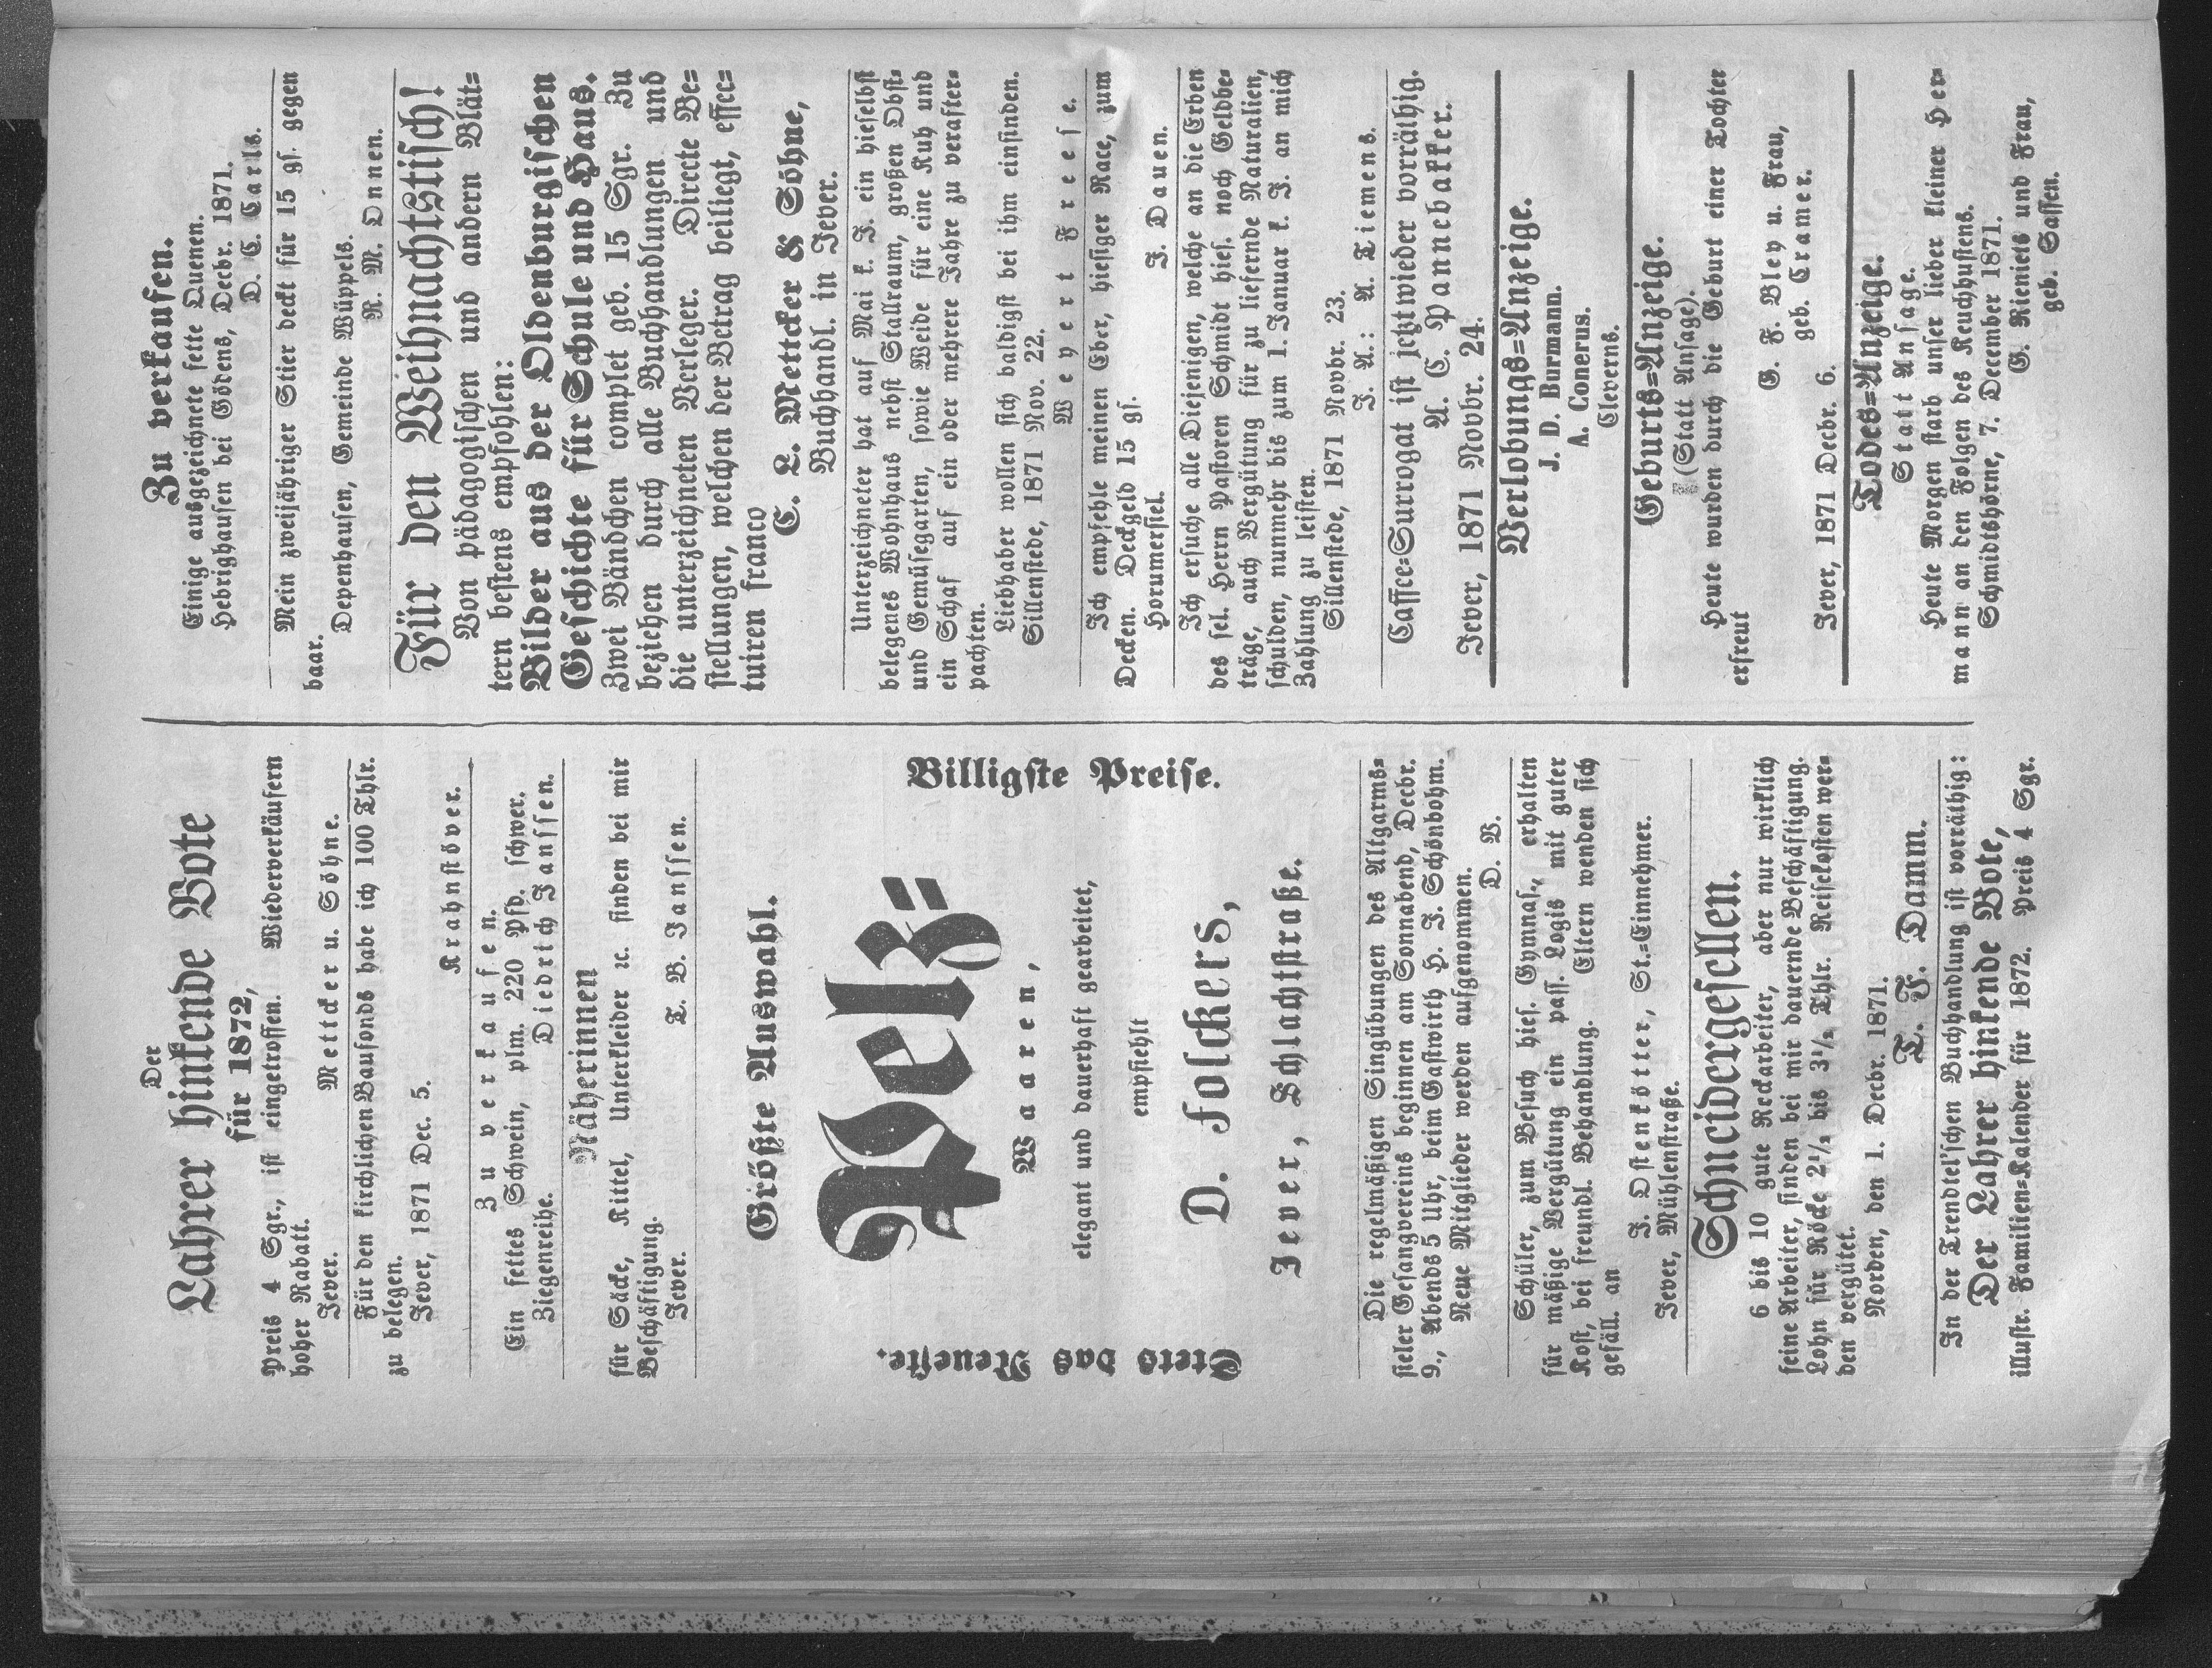 Der
Lahrer hinkende Bote
für 1872,
Preis 4 Sgr., ist eingetroffen. Wiederverkäufern
hoher Rabatt.
Jever. Mettcker u. Söhne.
Für den kirchlichen Baufonds habe ich 100 Thlr.
zu belegen.
Jever, 1871 Dec. 5.
Krahnstöver.
Zu verkaufen.
Ein fettes Schwein, plm. 220 Pfd. schwer.
Ziegenreihe. Diedrich Janssen.
Näherinnen
für Säcke, Kittel, Unterkleider ꝛc. finden bei mir
Beschäftigung.
Jever. T. B. Janssen.
Größte Auswahl.
Stets das Neueste.
Pelz=
Waaren,
elegant und dauerhaft gearbeitet,
empfiehlt
D. Folckers,
Jever, Schlachtstraße.
Billigste Preise.
Die regelmäßigen Singübungen des Altgarms-
sieler Gesangvereins beginnen am Sonnabend, Decbr.
9., Abends 5 Uhr, beim Gastwirth H. J. Schönbohm.
Neue Mitglieder werden aufgenommen.
D. V.
Schüler, zum Besuch hies. Gymnas., erhalten
für mäßige Vergütung ein pass. Logis mit guter
Kost, bei freundl. Behandlung. Eltern wenden sich
gefäll. an
J. Ostenkötter, St.=Einnehmer.
Jever, Mühlenstraße.
Schneidergesellen.
6 bis 10 gute Reckarbeiter, aber nur wirklich
feine Arbeiter, finden bei mir dauernde Beschäftigung.
Lohn für Röcke 2½ bis 3½ Thlr. Reisekosten wer-
den vergütet.
Norden, den 1. Decbr. 1871.
T. F. Damm.
In der Trendtel'schen Buchhandlung ist vorräthig:
Der Lahrer hinkende Bote,
illustr. Familien=Kalender für 1872. Preis 4 Sgr.
Zu verkaufen.
Einige ausgezeichnete fette Quenen.
Hebrighausen bei Gödens, Decbr. 1871.
D. C. Carls.
Mein zweijähriger Stier deckt für 15 gs. gegen
baar.
Depenhausen, Gemeinde Wüppels.
R. M. Onnen.
Für den Weihnachtstisch!
Von pädagogischen und andern Blät=
tern bestens empfohlen:
Bilder aus der Oldenburgischen
Geschichte für Schule und Haus.
Zwei Bändchen complet geb. 15 Sgr. Zu
beziehen durch alle Buchhandlungen und
die unterzeichneten Verleger. Directe Be=
stellungen, welchen der Betrag beiliegt, effec=
tuiren franco
C. L. Mettcker & Söhne,
Buchhandl. in Jever.
Unterzeichneter hat auf Mai k. J. ein hieselbst
belegenes Wohnhaus nebst Stallraum, großen Obst-
und Gemüsegarten, sowie Weide für eine Kuh und
ein Schaf auf ein oder mehrere Jahre zu verafter-
pachten.
Liebhaber wollen sich baldigst bei ihm einfinden.
Sillenstede, 1871 Nov. 22.
Weyert Freese.
Ich empfehle meinen Eber, hiesiger Race, zum
Decken. Deckgeld 15 gs.
Horumersiel. J. Dauen.
Ich ersuche alle Diejenigen, welche an die Erben
des sel. Herrn Pastoren Schmidt hies. noch Geldbe-
träge, auch Vergütung für zu liefernde Naturalien,
schulden, nunmehr bis zum 1. Januar k. J. an mich
Zahlung zu leisten.
Sillenstede, 1871 Novbr. 23.
J. A.: A. Tiemens.
Caffee=Surrogat ist jetzt wieder vorräthig.
A. C. Pannebakker.
Jever, 1871 Novbr. 24.
Verlobungs=Anzeige.
J. D. Burmann.
A. Conerus.
Clevens.
Geburts=Anzeige.
(Statt Ansage).
Heute wurden durch die Geburt einer Tochter
erfreut
G. F. Bley u. Frau,
geb. Cramer.
Jever, 1871 Decbr. 6.
Todes=Anzeige.
Statt Ansage.
Heute Morgen starb unser lieber kleiner Her-
mann an den Folgen des Keuchhustens.
Schmidtshörne, 7. December 1871.
G. Rieniets und Frau,
geb. Sassen.